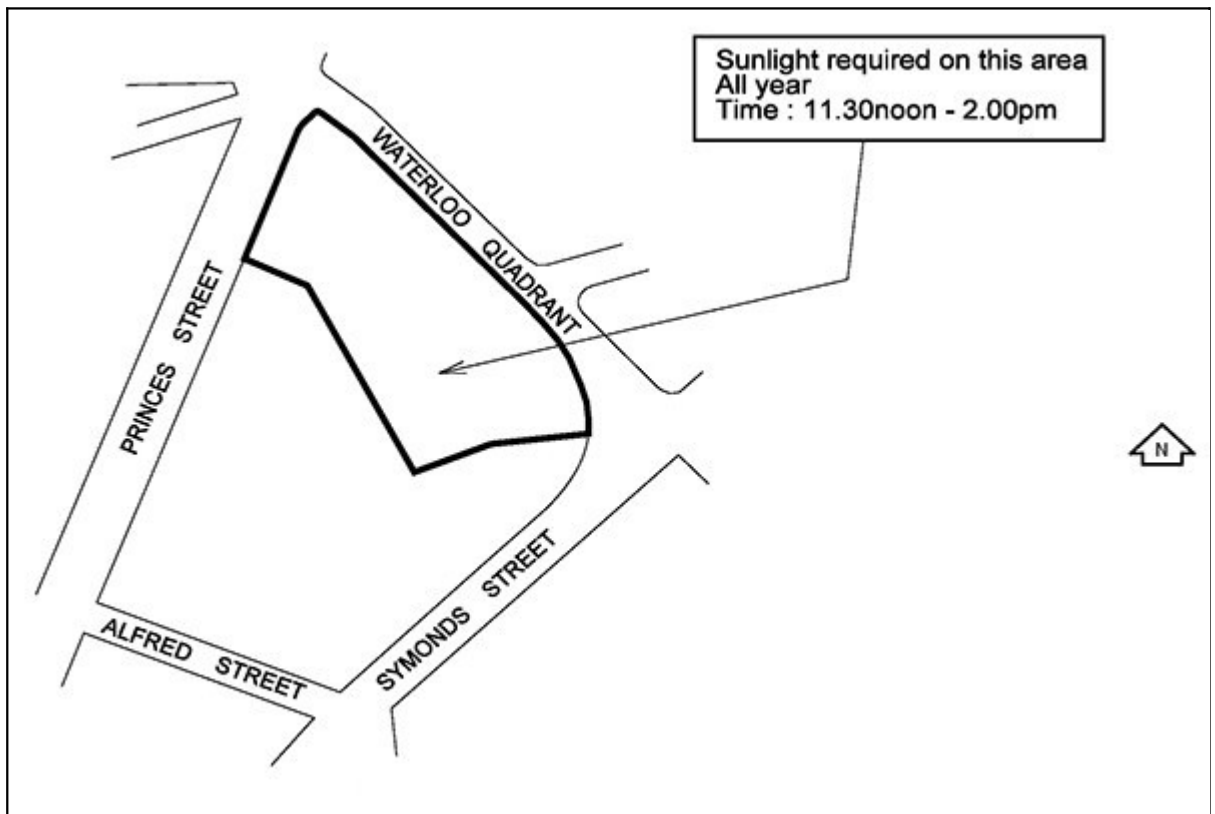 Sunlight required on this area
All year
Time : 11.30noon - 2.00pm
WATERLOO QUADRANT
PRINCES STREET
N
SYMONDS STREET
ALFRED STREET